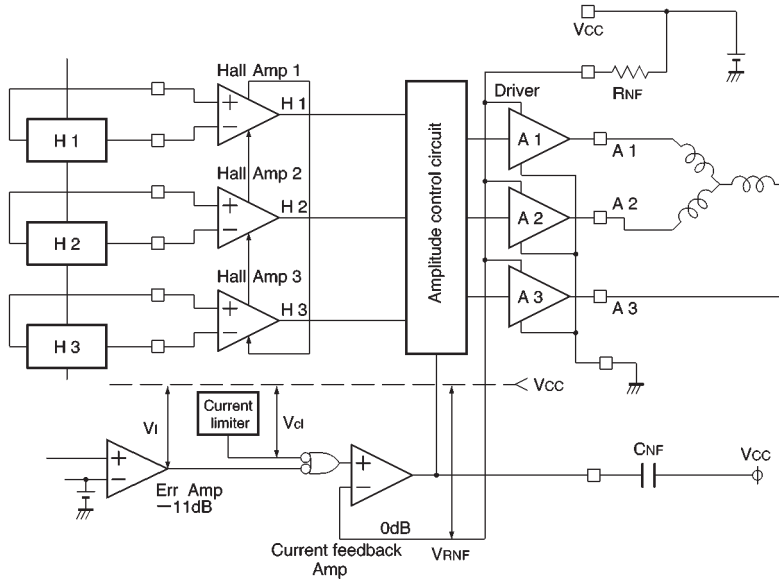 Vcc
RNF
Hall Amp 1
H 1
H 1
Driver
A 1
A 1
Hall Amp 2
H 2
H 2
Amplitude control circuit
A 2
A 2
Hall Amp 3
H 3
H 3
A 3
A 3
Vcc
VI
Current
limiter
Vcl
Err Amp
−11dB
0dB
Current feedback
Amp
VRNF
CNF
Vcc
+
−
+
−
+
−
+
−
+
−